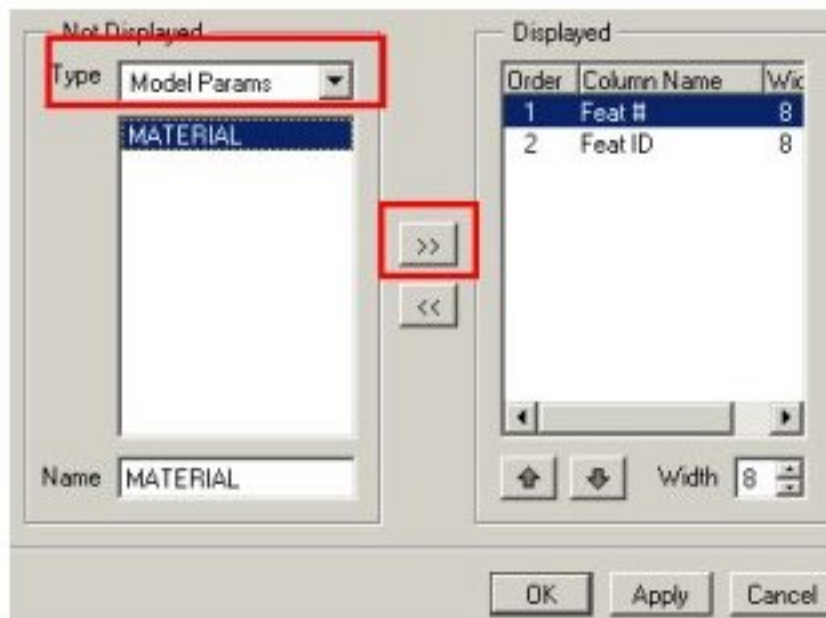 Not Displayed
Type Model Params
MATERIAL
Name MATERIAL
>>
<<
Displayed
Order Column Name Wic
1 Feat # 8
2 Feat ID 8
Width 8
OK Apply Cancel